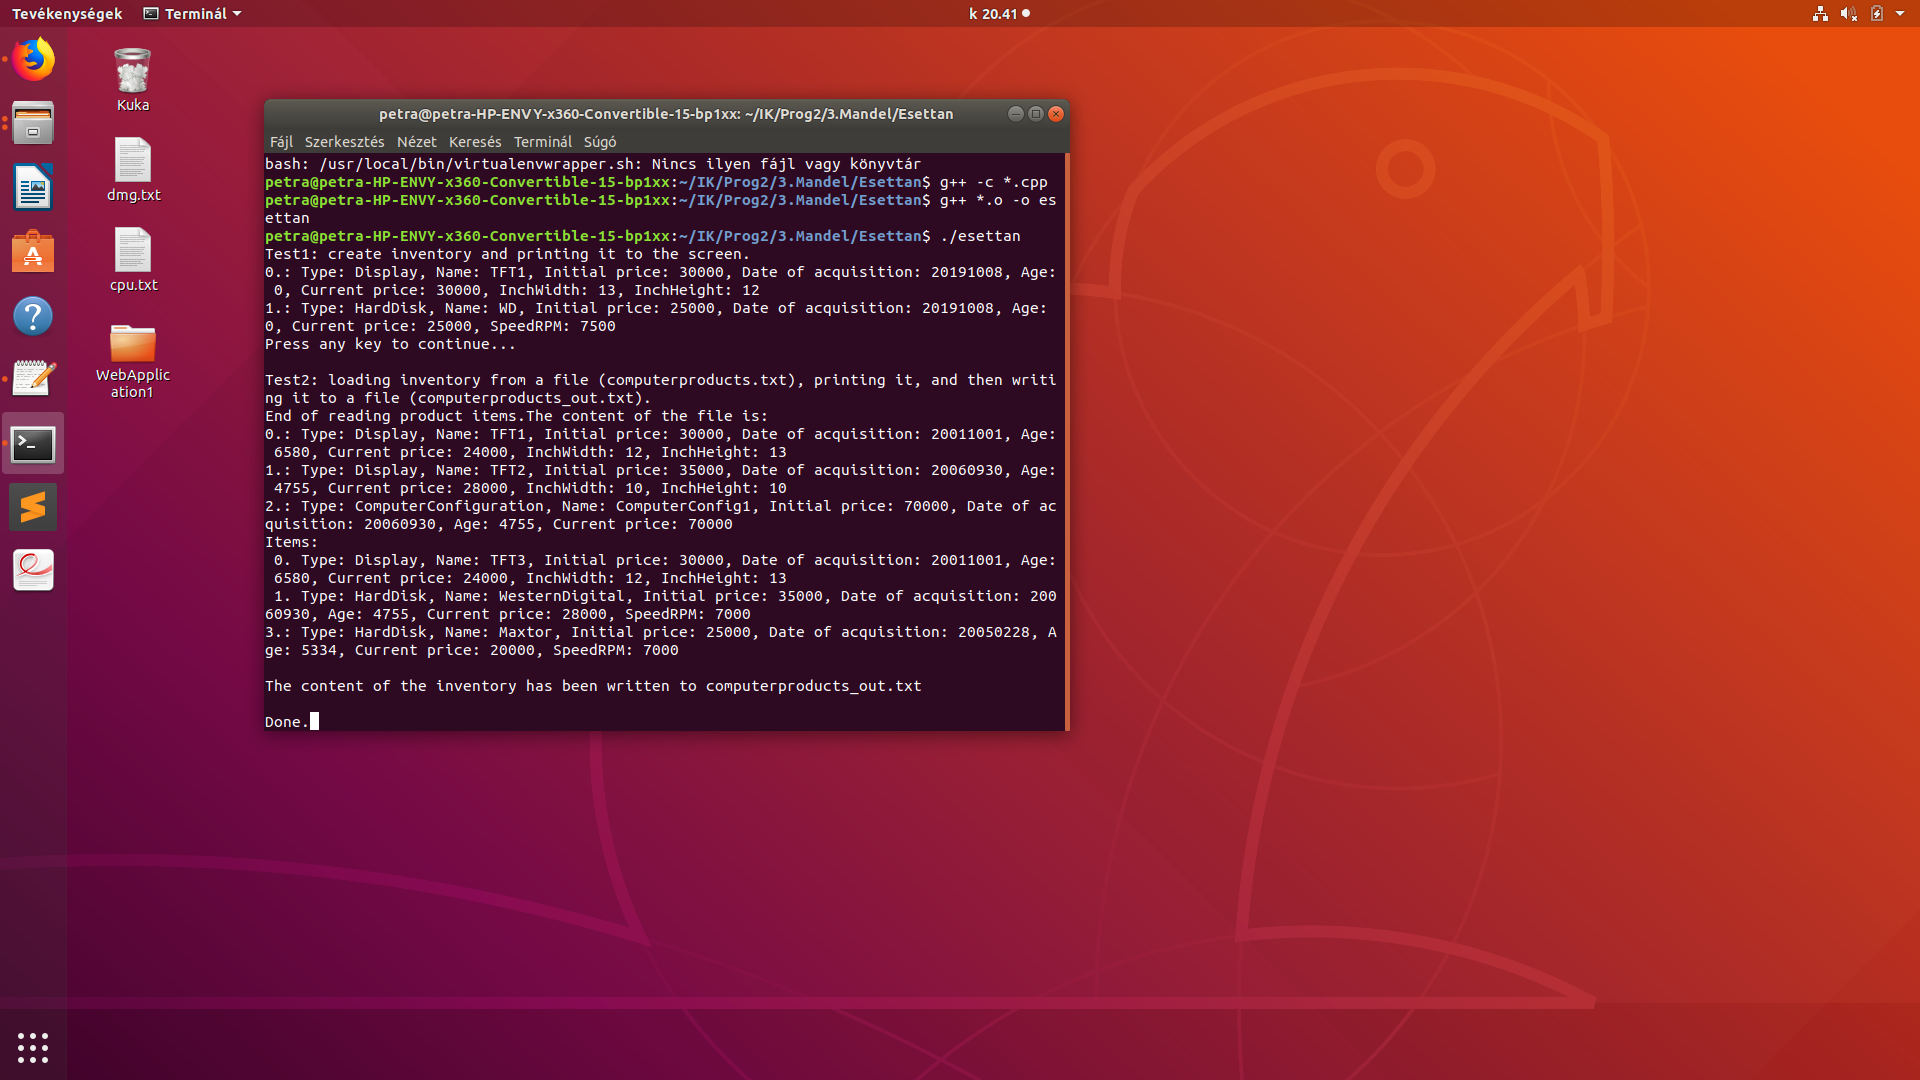 Tevékenységek Terminál k 20.41
Kuka
dmg.txt
cpu.txt
WebApplic
ation1
petra@petra-HP-ENVY-x360-Convertible-15-bp1xx: ~/IK/Prog2/3.Mandel/Esettan
Fájl Szerkesztés Nézet Keresés Terminál Súgó
bash: /usr/local/bin/virtualenvwrapper.sh: Nincs ilyen fájl vagy könyvtár
petra@petra-HP-ENVY-x360-Convertible-15-bp1xx:~/IK/Prog2/3.Mandel/Esettan$ g++ -c *.cpp
petra@petra-HP-ENVY-x360-Convertible-15-bp1xx:~/IK/Prog2/3.Mandel/Esettan$ g++ *.o -o es
ettan
petra@petra-HP-ENVY-x360-Convertible-15-bp1xx:~/IK/Prog2/3.Mandel/Esettan$ ./esettan
Test1: create inventory and printing it to the screen.
0.: Type: Display, Name: TFT1, Initial price: 30000, Date of acquisition: 20191008, Age:
 0, Current price: 30000, InchWidth: 13, InchHeight: 12
1.: Type: HardDisk, Name: WD, Initial price: 25000, Date of acquisition: 20191008, Age:
0, Current price: 25000, SpeedRPM: 7500
Press any key to continue...
Test2: loading inventory from a file (computerproducts.txt), printing it, and then writi
ng it to a file (computerproducts_out.txt).
End of reading product items.The content of the file is:
0.: Type: Display, Name: TFT1, Initial price: 30000, Date of acquisition: 20011001, Age:
 6580, Current price: 24000, InchWidth: 12, InchHeight: 13
1.: Type: Display, Name: TFT2, Initial price: 35000, Date of acquisition: 20060930, Age:
 4755, Current price: 28000, InchWidth: 10, InchHeight: 10
2.: Type: ComputerConfiguration, Name: ComputerConfig1, Initial price: 70000, Date of ac
quisition: 20060930, Age: 4755, Current price: 70000
Items:
 0. Type: Display, Name: TFT3, Initial price: 30000, Date of acquisition: 20011001, Age:
 6580, Current price: 24000, InchWidth: 12, InchHeight: 13
 1. Type: HardDisk, Name: WesternDigital, Initial price: 35000, Date of acquisition: 200
60930, Age: 4755, Current price: 28000, SpeedRPM: 7000
3.: Type: HardDisk, Name: Maxtor, Initial price: 25000, Date of acquisition: 20050228, A
ge: 5334, Current price: 20000, SpeedRPM: 7000
The content of the inventory has been written to computerproducts_out.txt
Done.